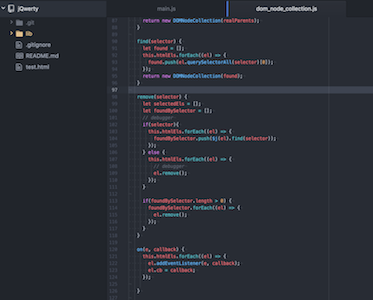 jQwerty
.git
lib
.gitignore
README.md
test.html
main.js
dom_node_collection.js
return new DOMNodeCollection(realParents);
}
find(selector) {
let found = [];
this.htmlEls.forEach((el) => {
found.push(el.querySelectorAll(selector)[0]);
});
return new DOMNodeCollection(found);
}
97
remove(selector) {
let selectedEls = [];
let foundBySelector = [];
// debugger
if(selector){
this.htmlEls.forEach((el) => {
foundBySelector.push($(el).find(selector));
});
} else {
this.htmlEls.forEach((el) => {
// debugger
el.remove();
});
}
if(foundBySelector.length > 0) {
foundBySelector.forEach((el) => {
el.remove();
});
}
}
on(e, callback) {
this.htmlEls.forEach((el) => {
el.addEventListener(e, callback);
el.cb = callback;
});
}